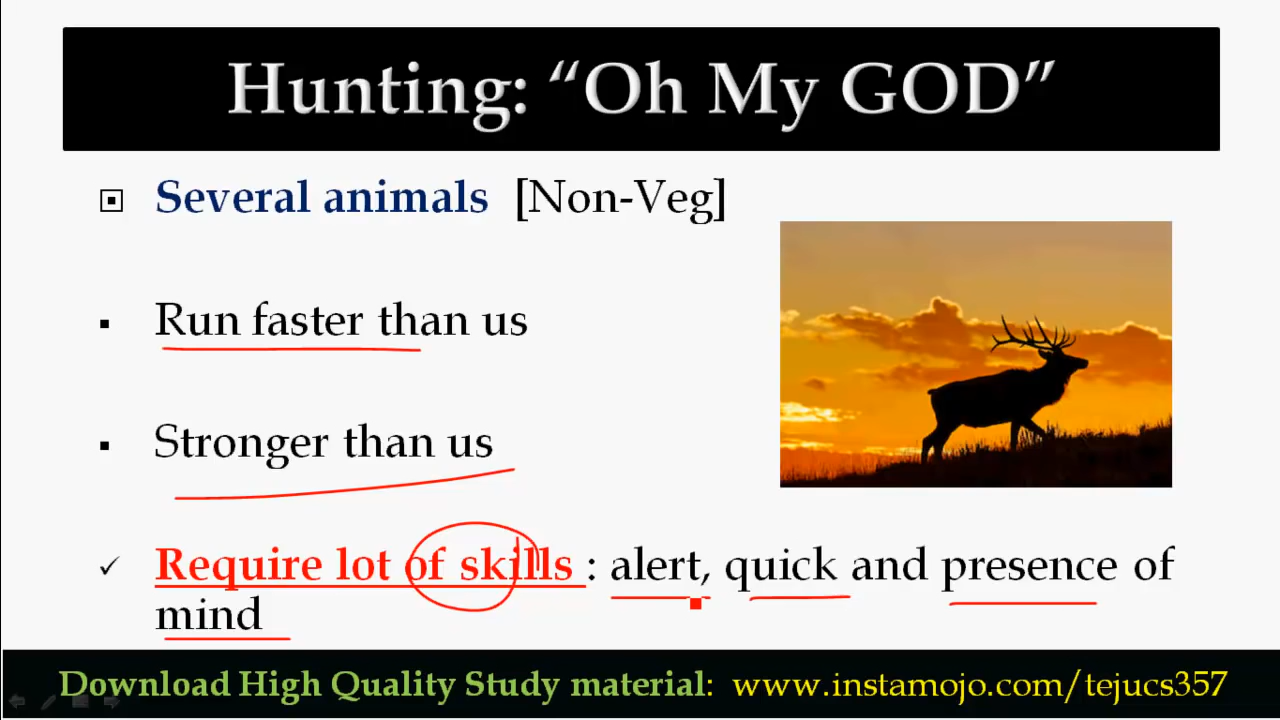 Hunting: “Oh My GOD”
Several animals [Non-Veg]
Run faster than us
Stronger than us
Require lot of skills : alert, quick and presence of
mind
Download High Quality Study material: www.instamojo.com/tejucs357